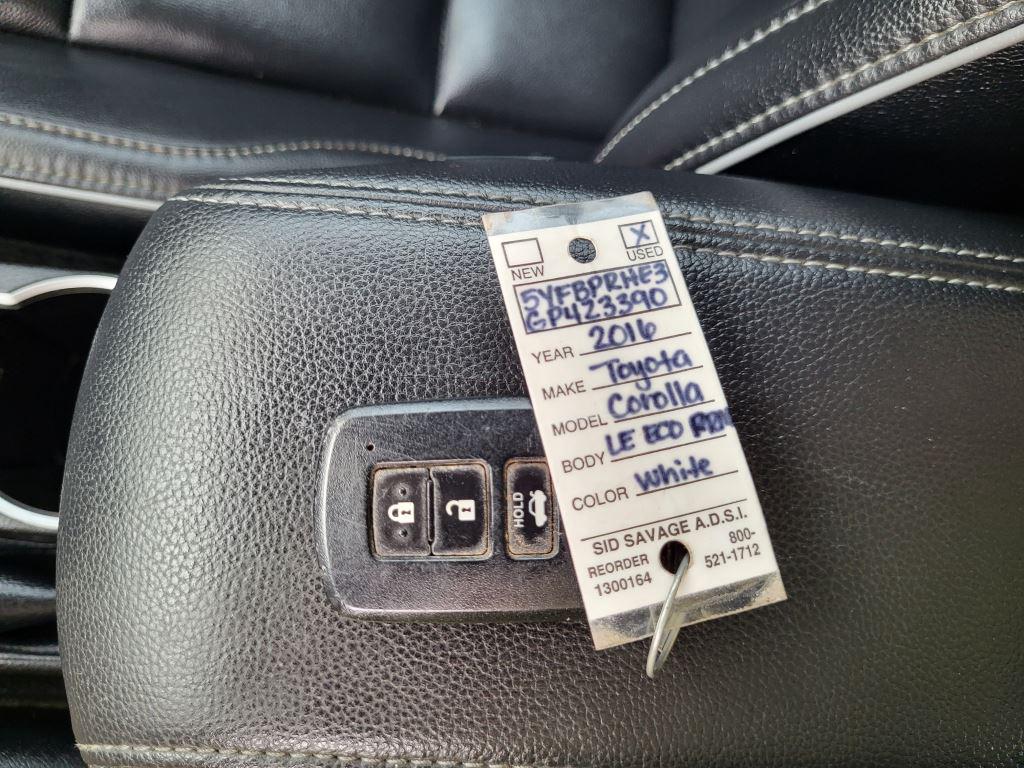 X
NEW USED
5YFBPRHE3
GP423390
YEAR 2016
MAKE Toyota
MODEL Corolla
BODY LE ECO
COLOR White
SID SAVAGE A.D.S.I.
REORDER 800-
1300164 521-1712
HOLD